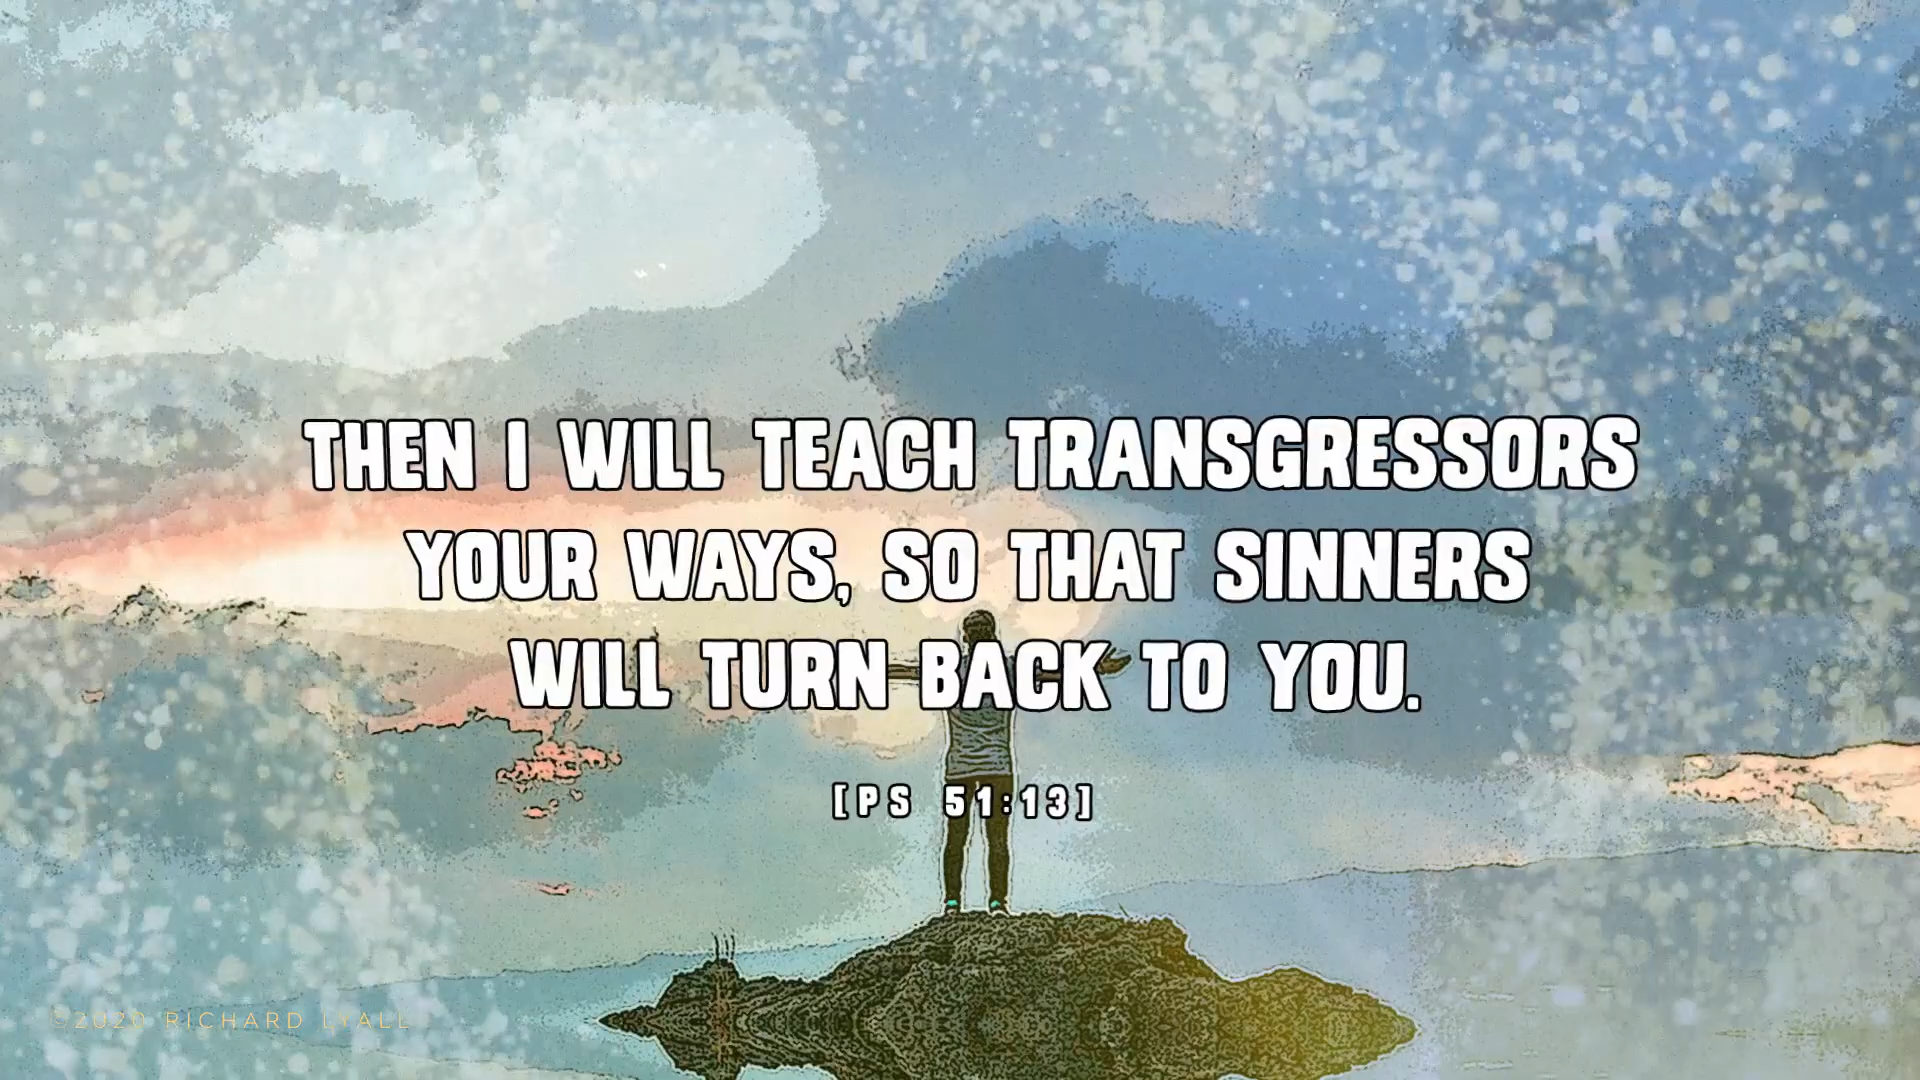 THEN I WILL TEACH TRANSGRESSORS
YOUR WAYS, SO THAT SINNERS
WILL TURN BACK TO YOU.
[PS 51:13]
©2020 RICHARD LYALL